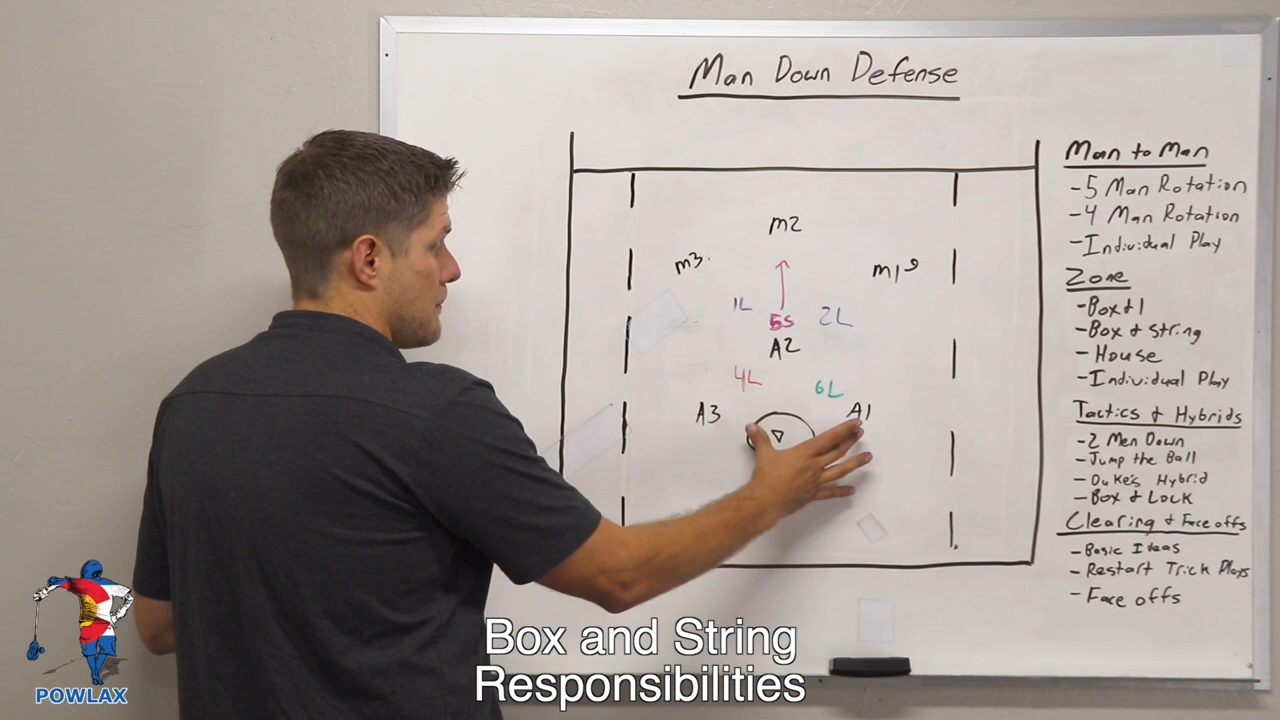 Man Down Defense
M2
M3
M1
1L
5S
2L
A2
4L
6L
A3
A1
Man to Man
- 5 Man Rotation
- 4 Man Rotation
- Individual Play
Zone
- Box & 1
- Box & String
- House
- Individual Play
Tactics & Hybrids
- 2 Men Down
- Jump the Ball
- Duke's Hybrid
- Box & Lock
Clearing & Face offs
- Basic Ideas
- Restart Trick Plays
- Face offs
Box and String
Responsibilities
POWLAX